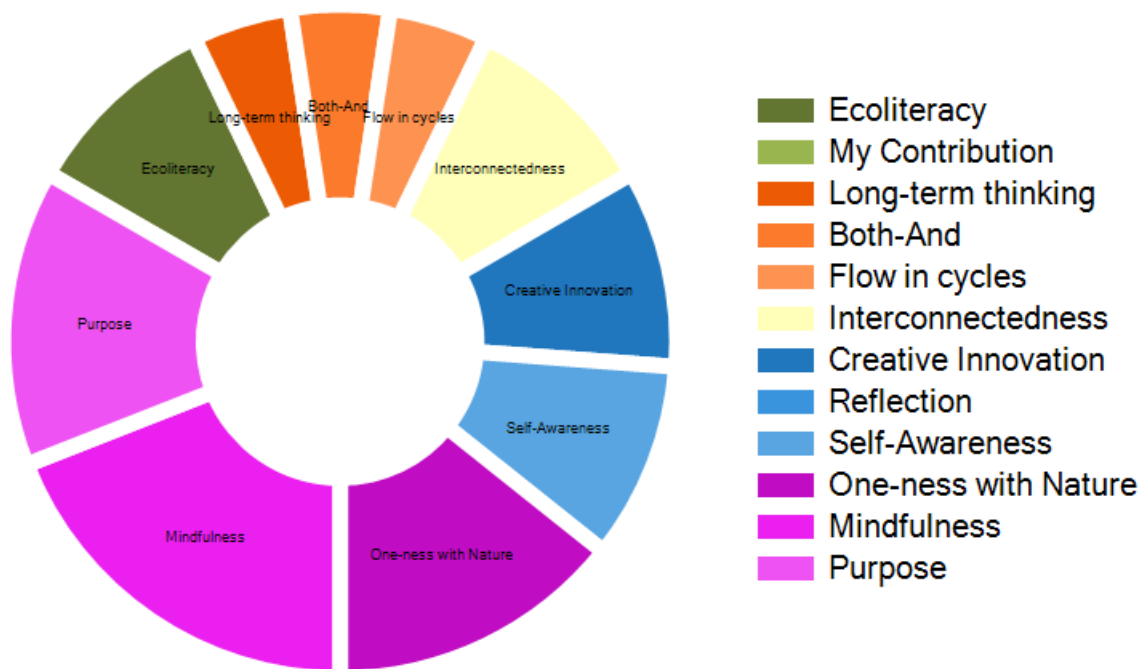 Both-And
Long-term thinking
Flow in cycles
Ecoliteracy
Interconnectedness
Creative Innovation
Purpose
Self-Awareness
Mindfulness
One-ness with Nature
Ecoliteracy
My Contribution
Long-term thinking
Both-And
Flow in cycles
Interconnectedness
Creative Innovation
Reflection
Self-Awareness
One-ness with Nature
Mindfulness
Purpose